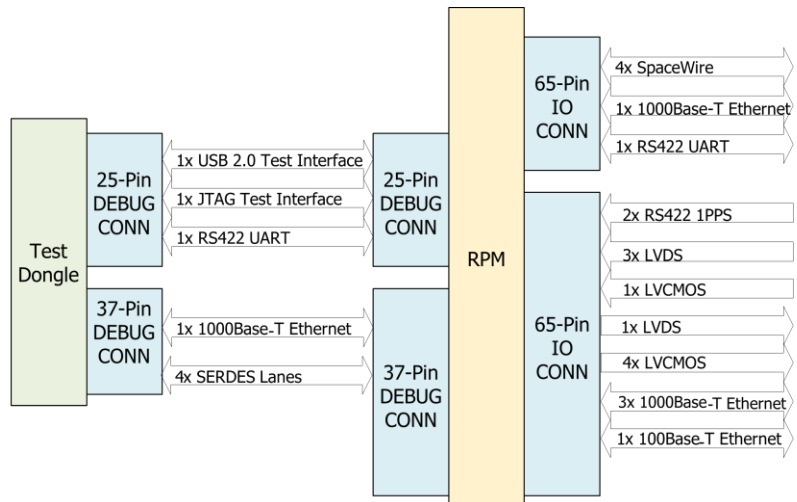 Test
Dongle
25-Pin
DEBUG
CONN
37-Pin
DEBUG
CONN
1x USB 2.0 Test Interface
1x JTAG Test Interface
1x RS422 UART
1x 1000Base-T Ethernet
4x SERDES Lanes
25-Pin
DEBUG
CONN
37-Pin
DEBUG
CONN
RPM
65-Pin
IO
CONN
65-Pin
IO
CONN
4x SpaceWire
1x 1000Base-T Ethernet
1x RS422 UART
2x RS422 1PPS
3x LVDS
1x LVCMOS
1x LVDS
4x LVCMOS
3x 1000Base-T Ethernet
1x 100Base-T Ethernet